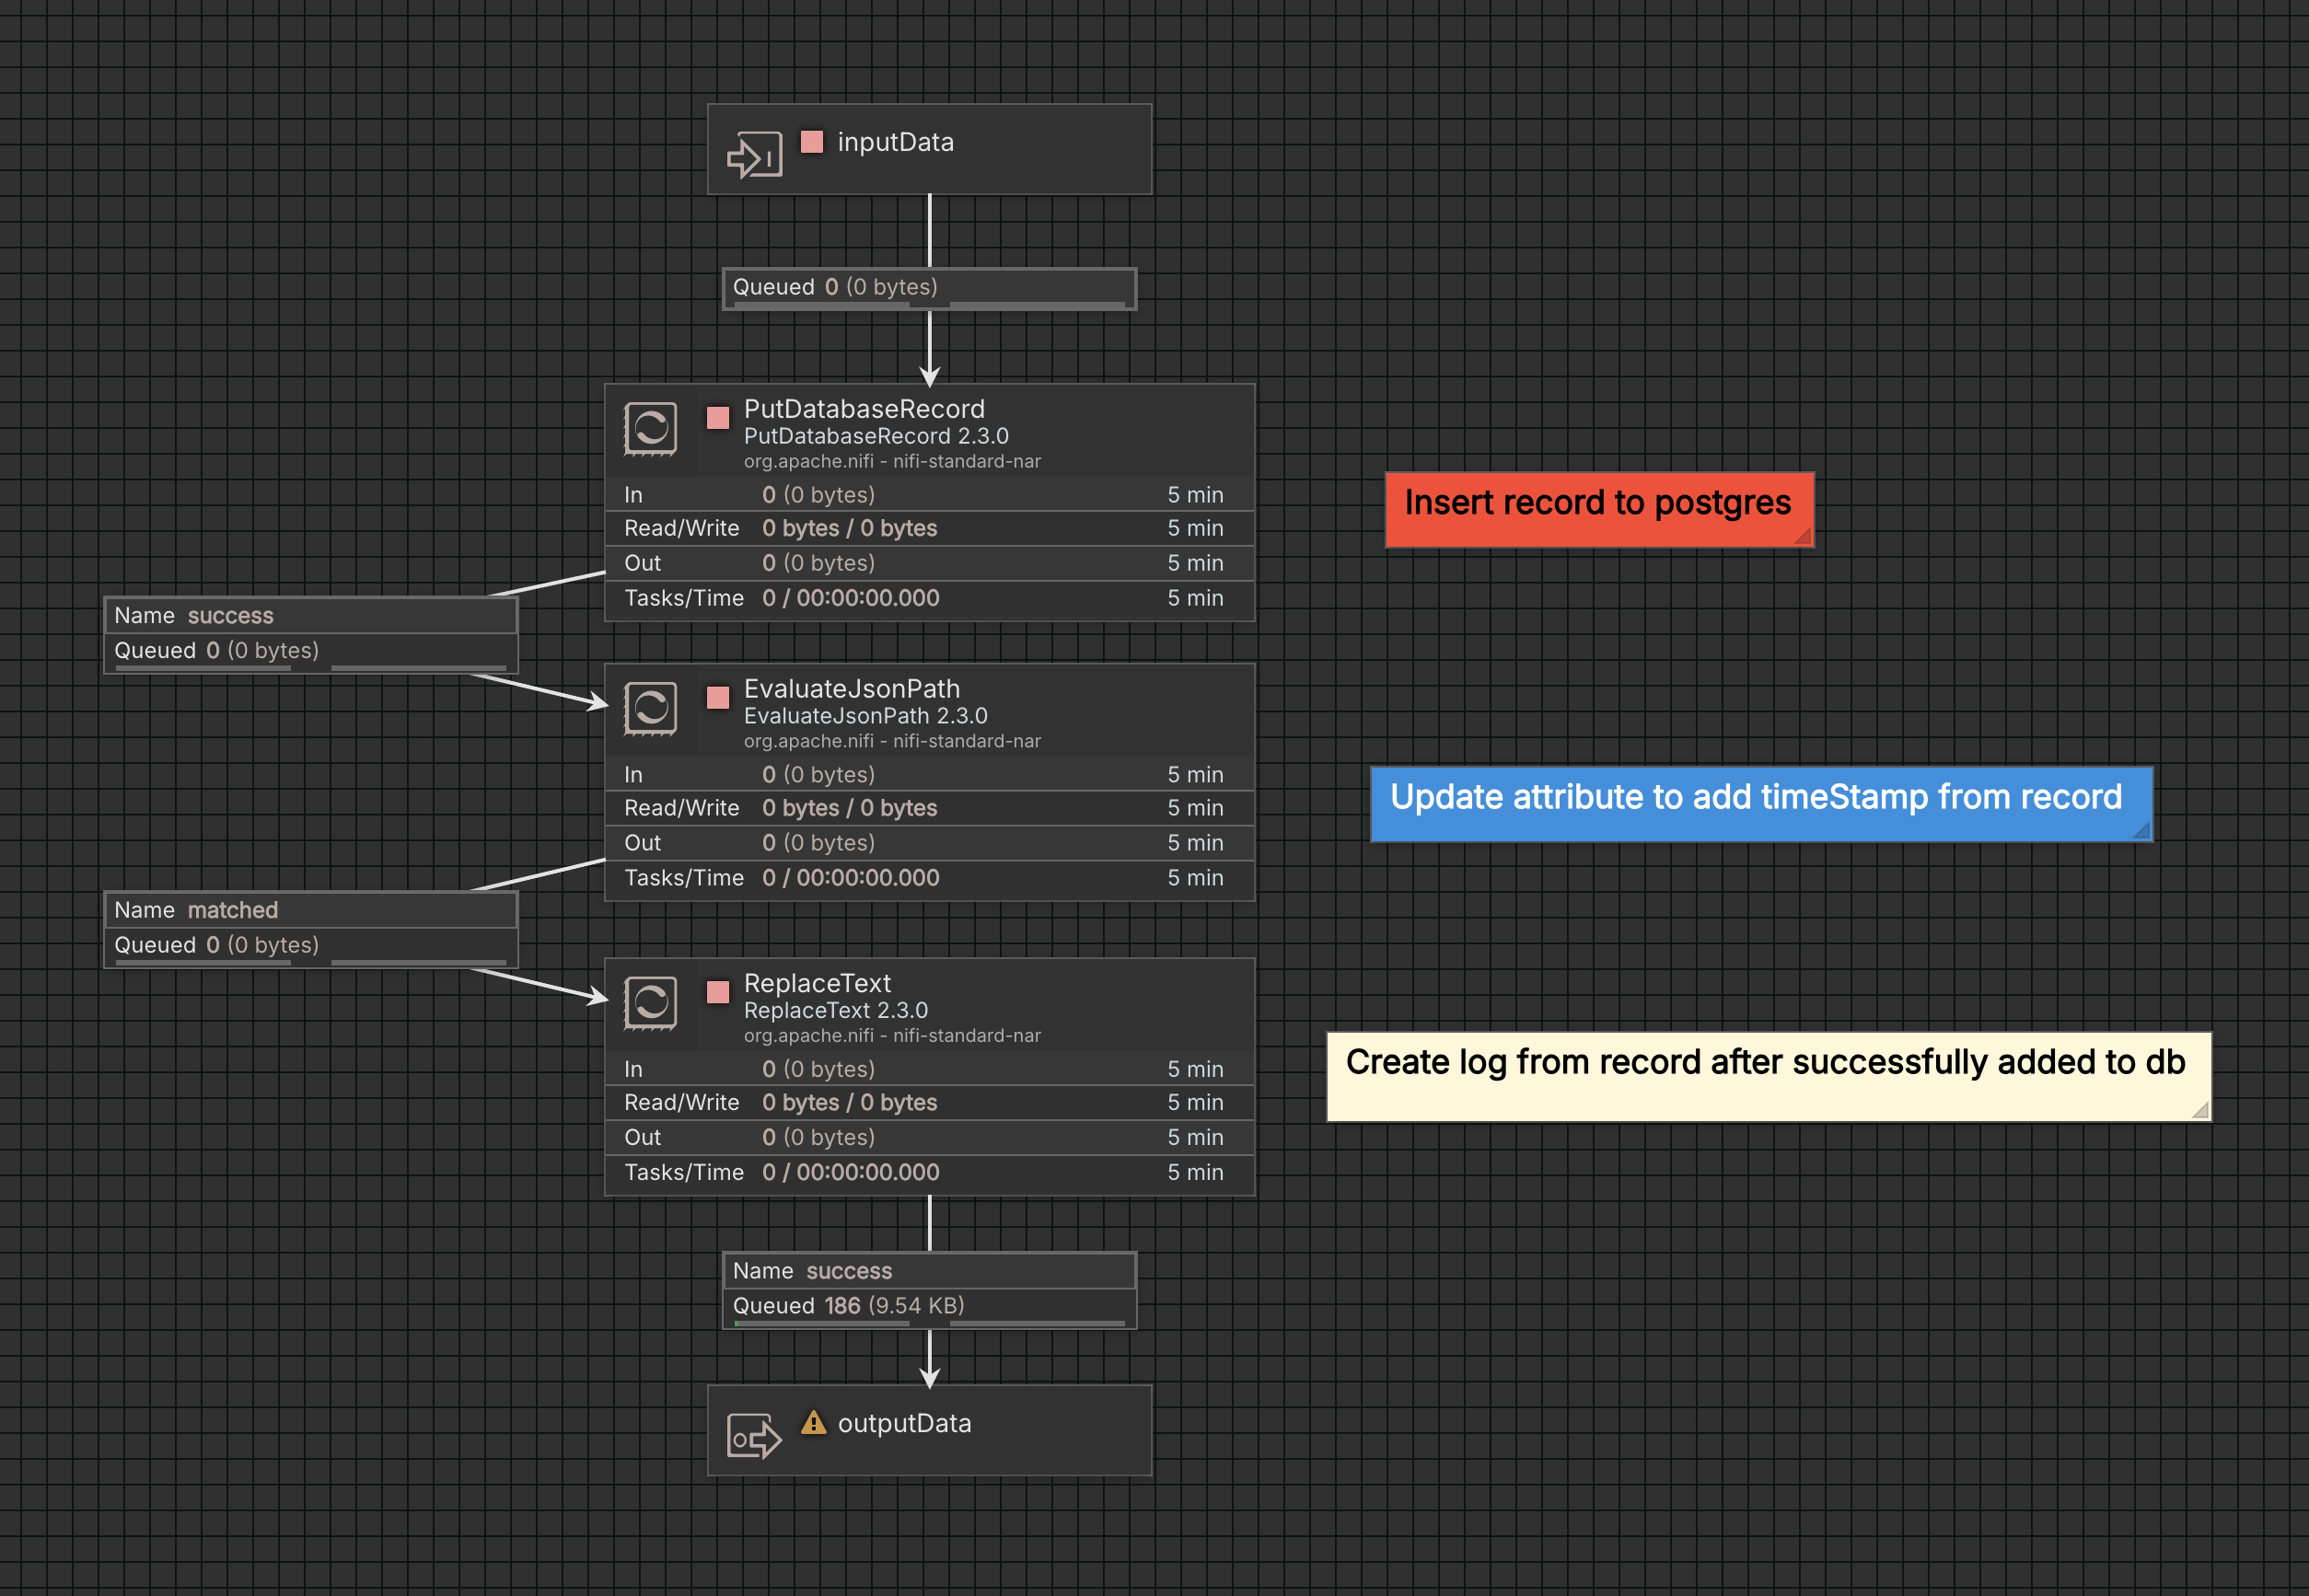 inputData
Queued 0 (0 bytes)
PutDatabaseRecord
PutDatabaseRecord 2.3.0
org.apache.nifi - nifi-standard-nar
In 0 (0 bytes) 5 min
Read/Write 0 bytes / 0 bytes 5 min
Out 0 (0 bytes) 5 min
Tasks/Time 0 / 00:00:00.000 5 min
Insert record to postgres
Name success
Queued 0 (0 bytes)
EvaluateJsonPath
EvaluateJsonPath 2.3.0
org.apache.nifi - nifi-standard-nar
In 0 (0 bytes) 5 min
Read/Write 0 bytes / 0 bytes 5 min
Out 0 (0 bytes) 5 min
Tasks/Time 0 / 00:00:00.000 5 min
Update attribute to add timeStamp from record
Name matched
Queued 0 (0 bytes)
ReplaceText
ReplaceText 2.3.0
org.apache.nifi - nifi-standard-nar
In 0 (0 bytes) 5 min
Read/Write 0 bytes / 0 bytes 5 min
Out 0 (0 bytes) 5 min
Tasks/Time 0 / 00:00:00.000 5 min
Create log from record after successfully added to db
Name success
Queued 186 (9.54 KB)
outputData